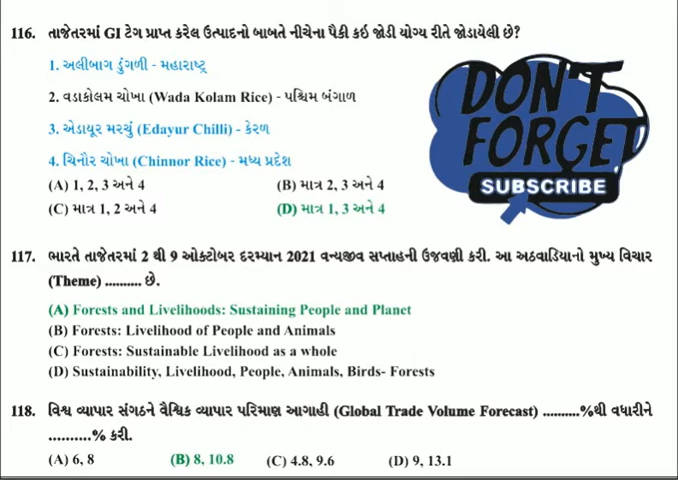 116. તાજેતરમાં GI ટેગ પ્રાપ્ત કરેલ ઉત્પાદનો બાબતે નીચેના પૈકી કઇ જોડી યોગ્ય રીતે જોડાયેલી છે?
1. અલીબાગ ડુંગળી - મહારાષ્ટ્ર
2. વડાકોલમ ચોખા (Wada Kolam Rice) - પશ્ચિમ બંગાળ
3. એડાયૂર મરચું (Edayur Chilli) - કેરળ
4. ચિનૌર ચોખા (Chinnor Rice) - મધ્ય પ્રદેશ
(A) 1, 2, 3 અને 4 (B) માત્ર 2, 3 અને 4
(C) માત્ર 1, 2 અને 4 (D) માત્ર 1, 3 અને 4
DON'T
FORGET
SUBSCRIBE
117. ભારતે તાજેતરમાં 2 થી 9 ઓક્ટોબર દરમ્યાન 2021 વન્યજીવ સપ્તાહની ઉજવણી કરી. આ અઠવાડિયાનો મુખ્ય વિચાર
(Theme) .......... છે.
(A) Forests and Livelihoods: Sustaining People and Planet
(B) Forests: Livelihood of People and Animals
(C) Forests: Sustainable Livelihood as a whole
(D) Sustainability, Livelihood, People, Animals, Birds- Forests
118. વિશ્વ વ્યાપાર સંગઠને વૈશ્વિક વ્યાપાર પરિમાણ આગાહી (Global Trade Volume Forecast) ..........%થી વધારીને
..........% કરી.
(A) 6, 8 (B) 8, 10.8 (C) 4.8, 9.6 (D) 9, 13.1